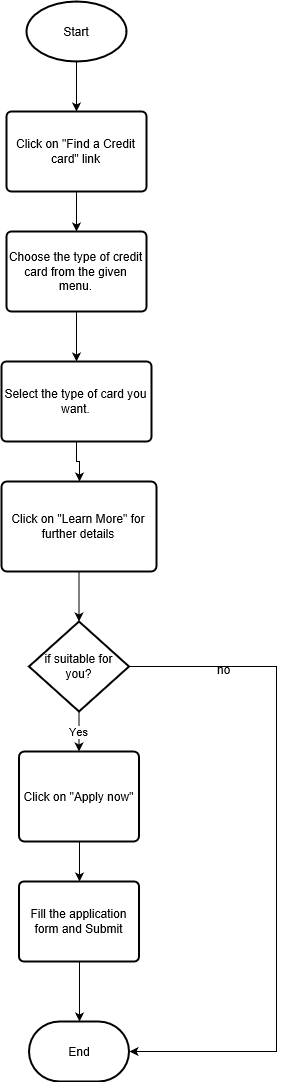 Start
Click on "Find a Credit
card" link
Choose the type of credit
card from the given
menu.
Select the type of card you
want.
Click on "Learn More" for
further details
if suitable for
you?
no
Yes
Click on "Apply now"
Fill the application
form and Submit
End